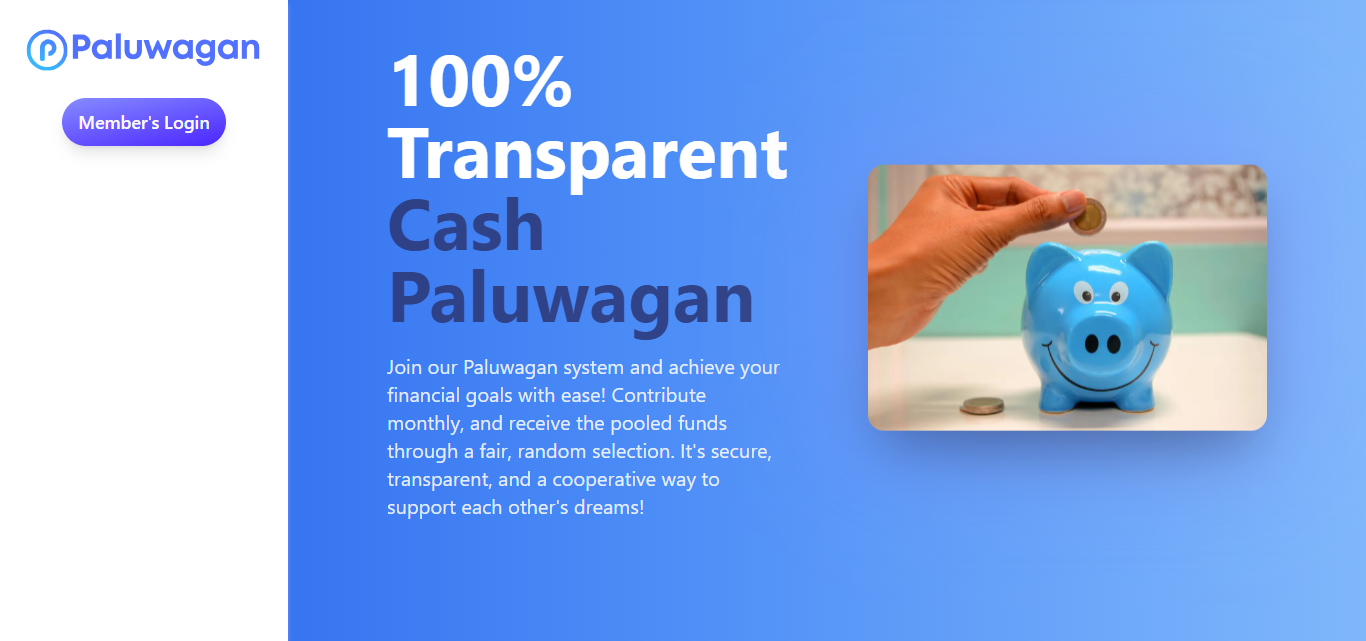 Paluwagan
Member's Login
100%
Transparent
Cash
Paluwagan
Join our Paluwagan system and achieve your
financial goals with ease! Contribute
monthly, and receive the pooled funds
through a fair, random selection. It's secure,
transparent, and a cooperative way to
support each other's dreams!